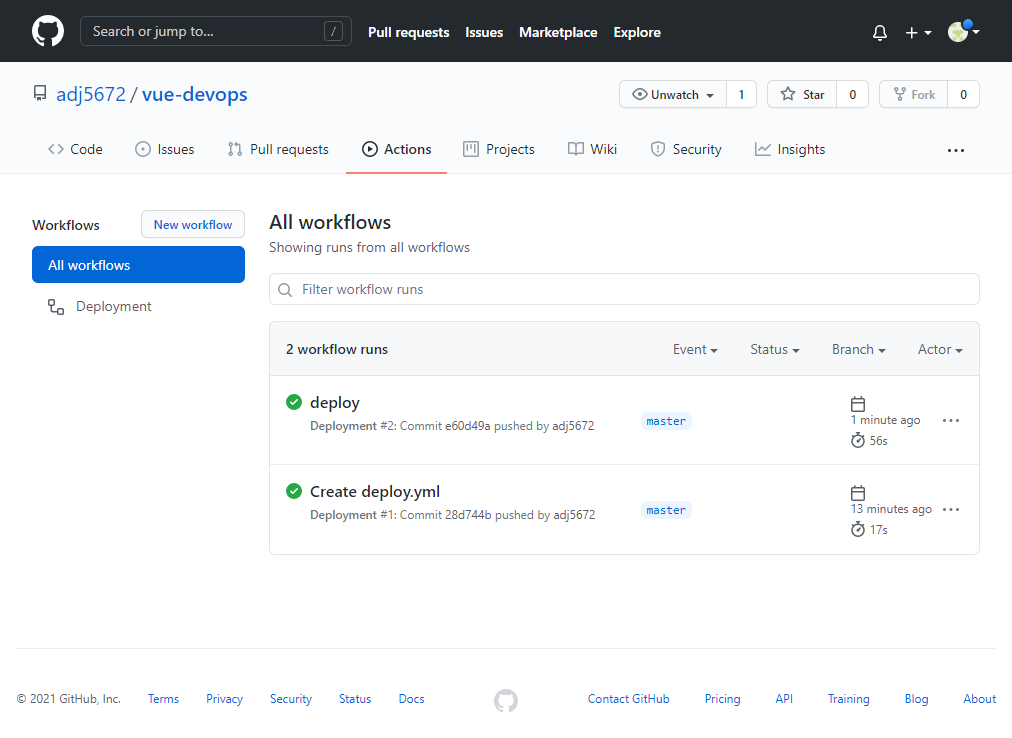 Search or jump to... /
Pull requests Issues Marketplace Explore
adj5672 / vue-devops
Unwatch 1 Star 0 Fork 0
Code Issues Pull requests Actions Projects Wiki Security Insights ...
Workflows New workflow
All workflows
Deployment
All workflows
Showing runs from all workflows
Filter workflow runs
2 workflow runs Event Status Branch Actor
deploy
Deployment #2: Commit e60d49a pushed by adj5672
master
1 minute ago
56s
Create deploy.yml
Deployment #1: Commit 28d744b pushed by adj5672
master
13 minutes ago
17s
© 2021 GitHub, Inc. Terms Privacy Security Status Docs Contact GitHub Pricing API Training Blog About